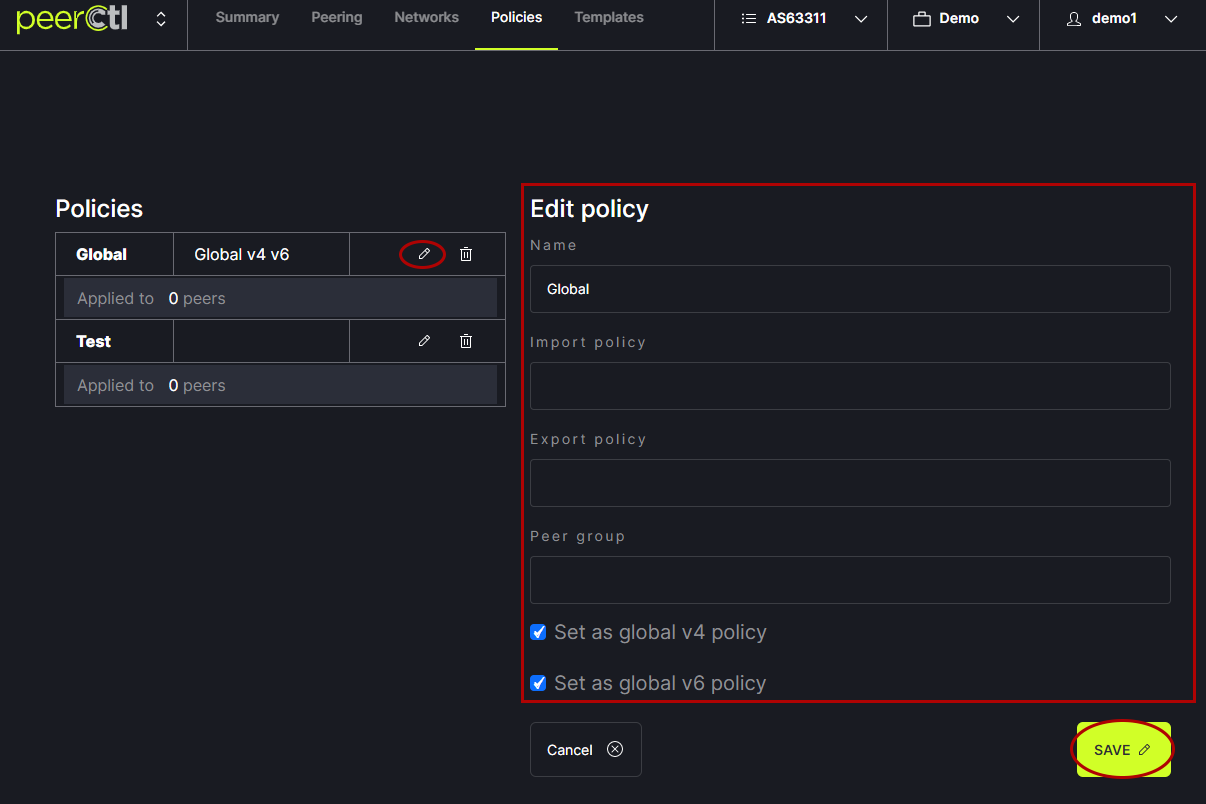 peerCtl Summary Peering Networks Policies Templates AS63311 Demo demo1
Policies
Global Global v4 v6
Applied to 0 peers
Test
Applied to 0 peers
Edit policy
Name
Global
Import policy
Export policy
Peer group
Set as global v4 policy
Set as global v6 policy
Cancel
SAVE